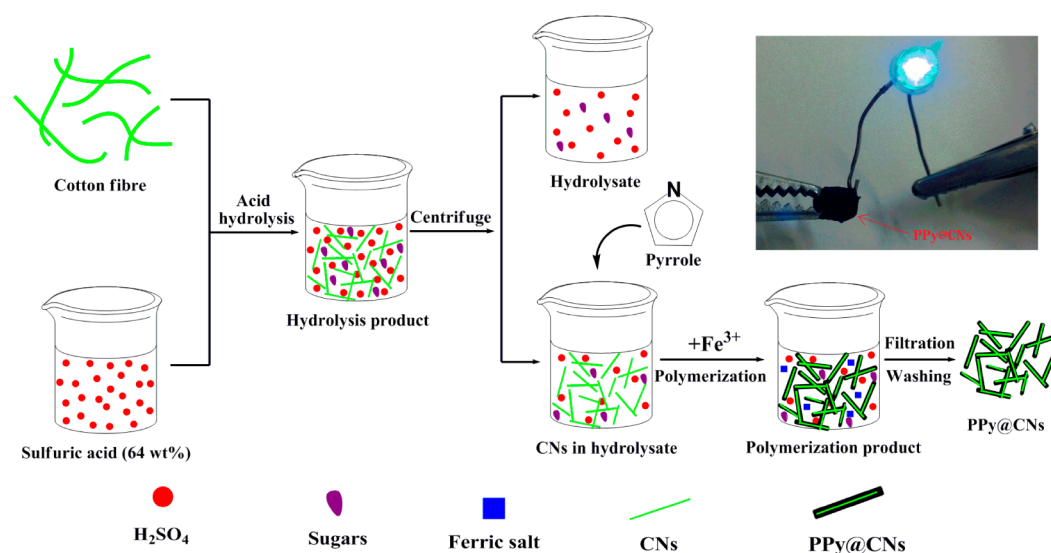 Cotton fibre
Acid
hydrolysis
Sulfuric acid (64 wt%)
Hydrolysis product
Centrifuge
Hydrolysate
N
Pyrrole
CNs in hydrolysate
+Fe³⁺
Polymerization
Polymerization product
Filtration
Washing
PPy@CNs
PPy@CNs
H₂SO₄
Sugars
Ferric salt
CNs
PPy@CNs